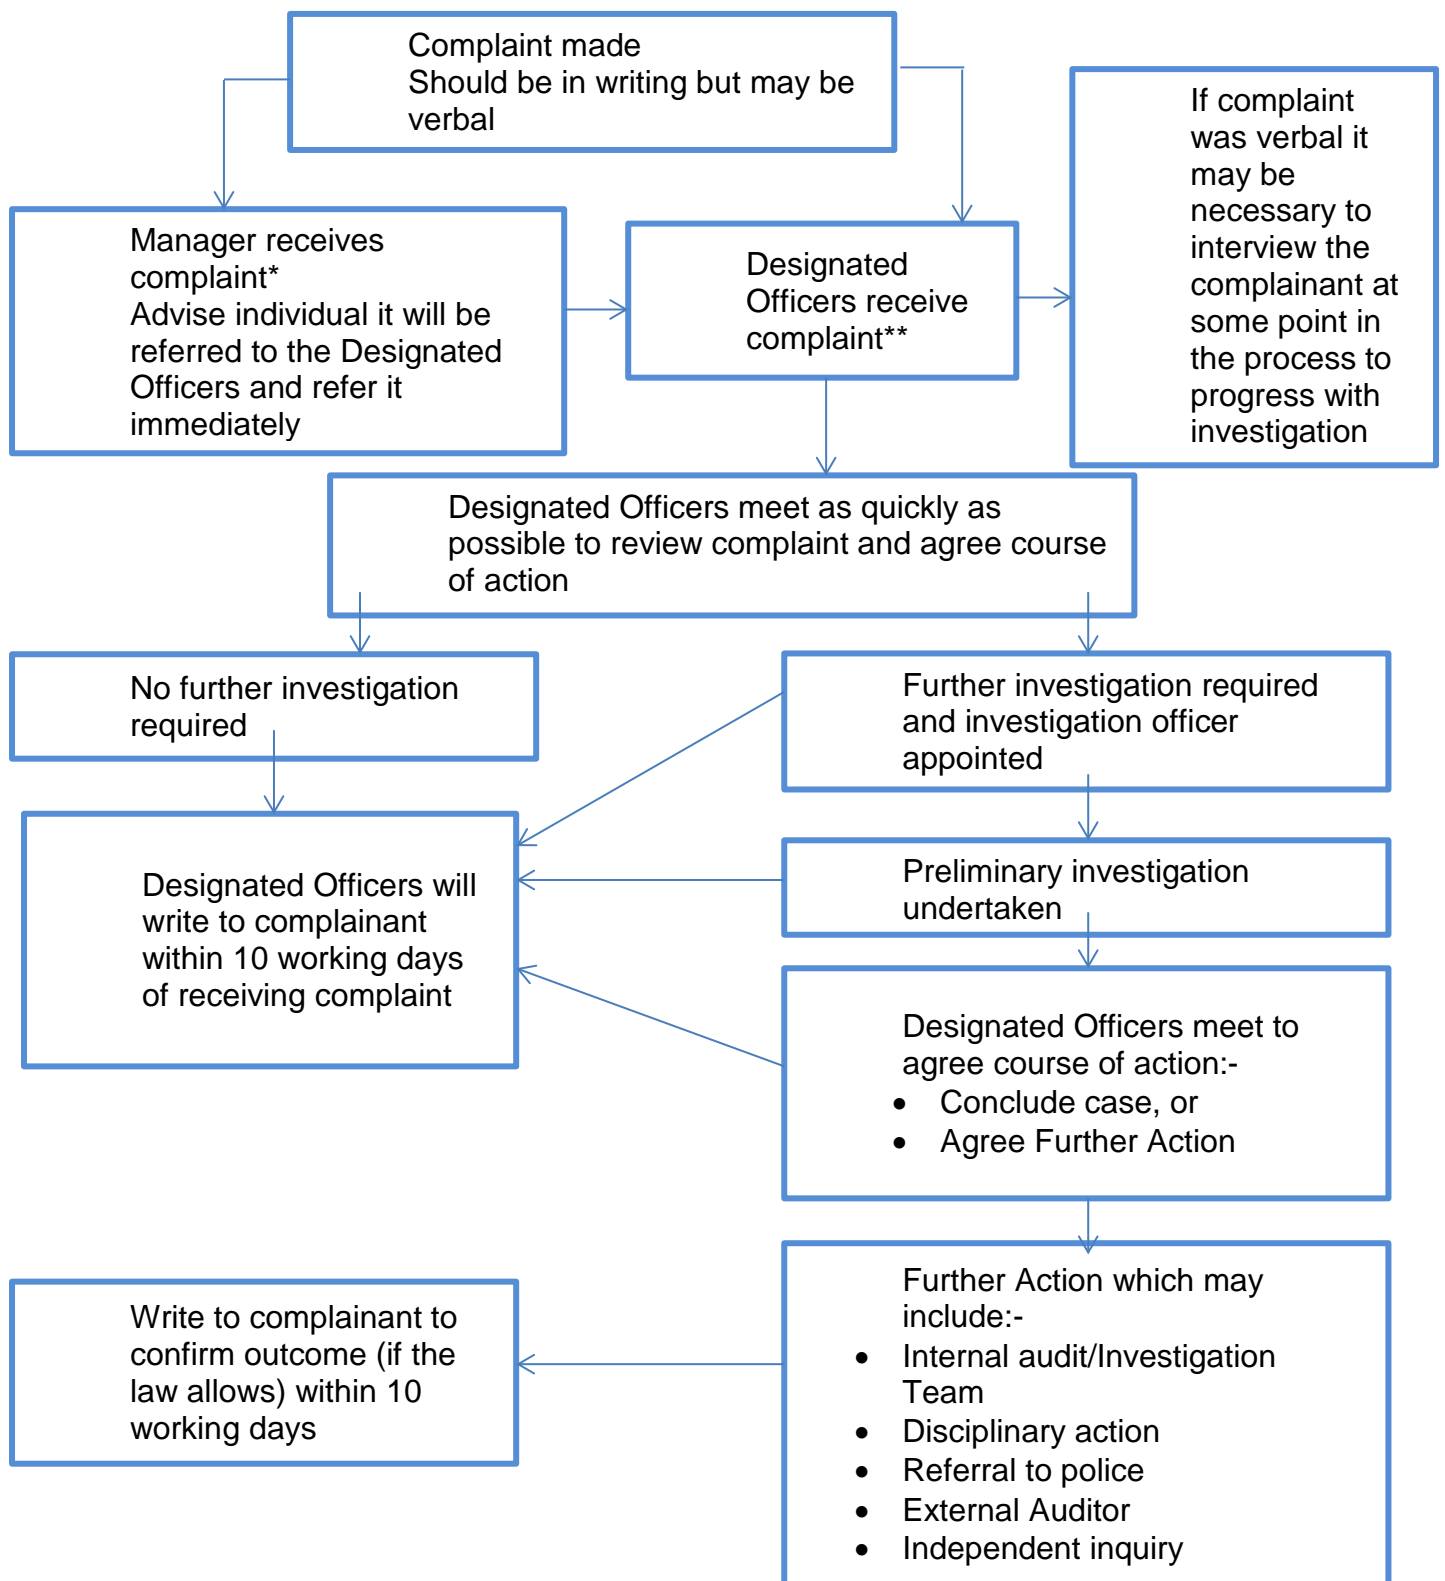 Complaint made
Should be in writing but may be
verbal
If complaint
was verbal it
may be
necessary to
interview the
complainant at
some point in
the process to
progress with
investigation
Manager receives
complaint*
Advise individual it will be
referred to the Designated
Officers and refer it
immediately
Designated
Officers receive
complaint**
Designated Officers meet as quickly as
possible to review complaint and agree course
of action
No further investigation
required
Further investigation required
and investigation officer
appointed
Designated Officers will
write to complainant
within 10 working days
of receiving complaint
Preliminary investigation
undertaken
Designated Officers meet to
agree course of action:-
• Conclude case, or
• Agree Further Action
Write to complainant to
confirm outcome (if the
law allows) within 10
working days
Further Action which may
include:-
• Internal audit/Investigation
Team
• Disciplinary action
• Referral to police
• External Auditor
• Independent inquiry